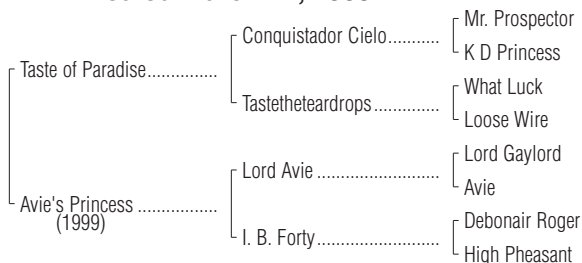 Mr. Prospector
Conquistador Cielo...........
K D Princess
Taste of Paradise...............
What Luck
Tastetheteardrops..............
Loose Wire
Lord Gaylord
Lord Avie ..........................
Avie
Avie's Princess .................
(1999)
Debonair Roger
I. B. Forty..........................
High Pheasant